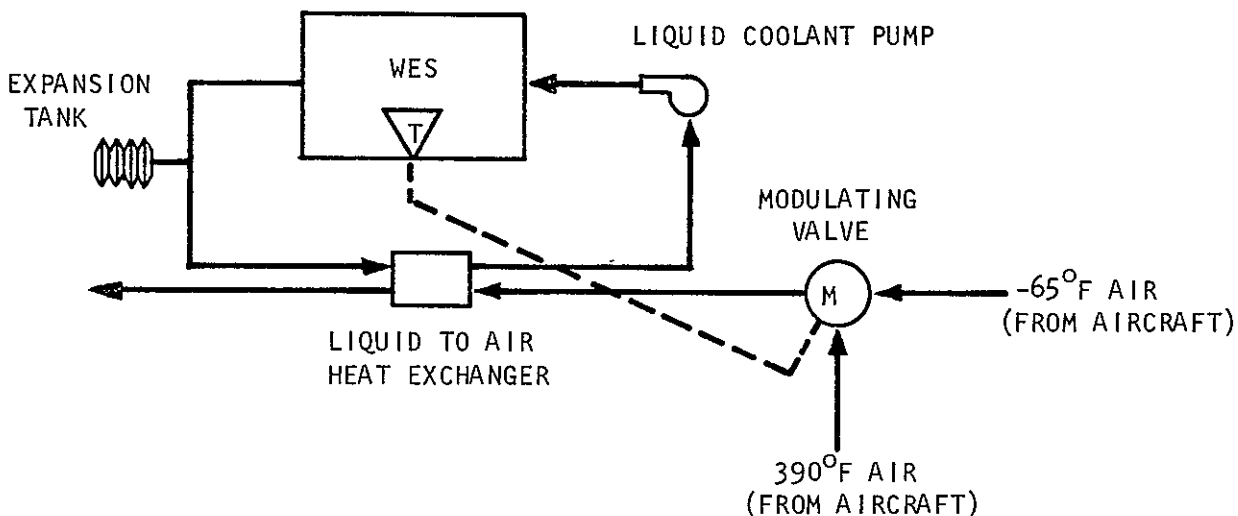 LIQUID COOLANT PUMP
WES
EXPANSION
TANK
T
MODULATING
VALVE
M
-65°F AIR
(FROM AIRCRAFT)
LIQUID TO AIR
HEAT EXCHANGER
390°F AIR
(FROM AIRCRAFT)